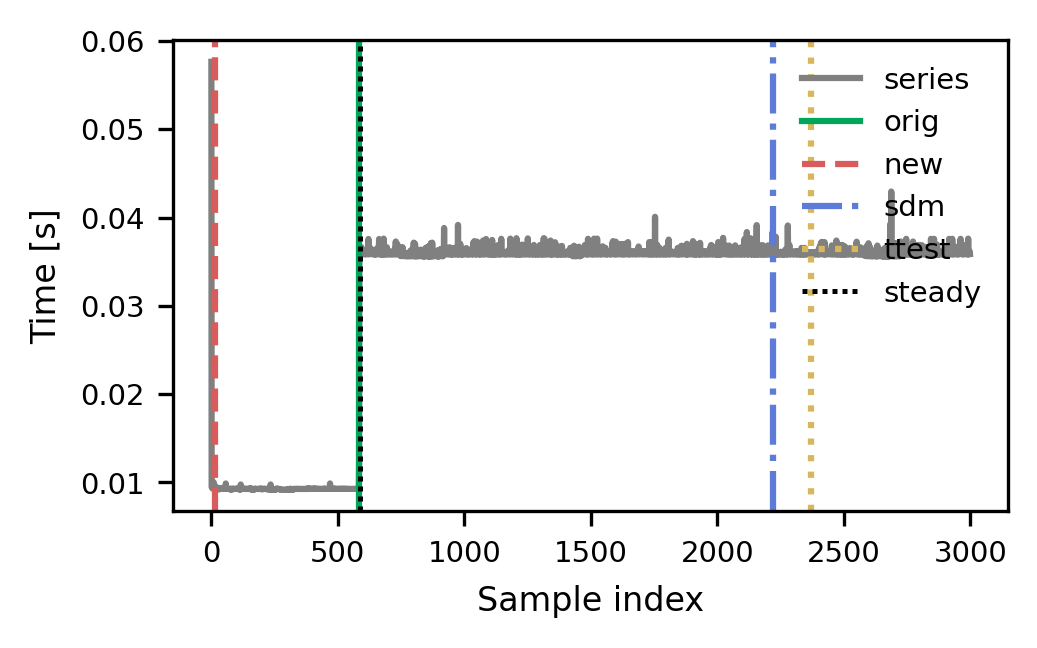 0.06
0.05
0.04
0.03
0.02
0.01
Time [s]
0 500 1000 1500 2000 2500 3000
Sample index
series
orig
new
sdm
ttest
steady